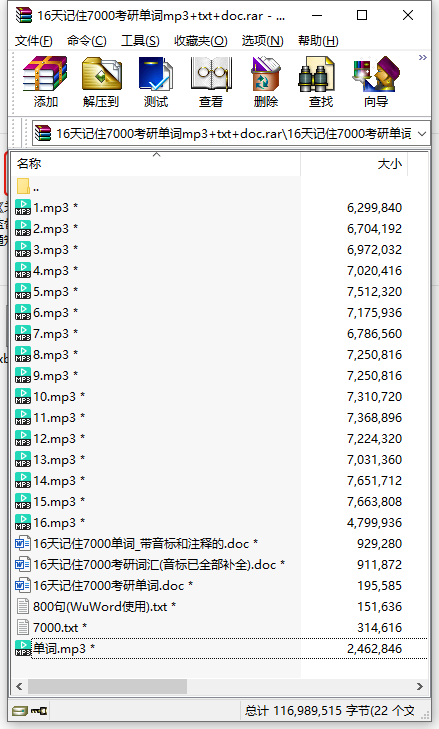 16天记住7000考研单词mp3+txt+doc.rar - ...
文件(F) 命令(C) 工具(S) 收藏夹(O) 选项(N) 帮助(H)
添加 解压到 测试 查看 删除 查找 向导
16天记住7000考研单词mp3+txt+doc.rar\16天记住7000考研单词
名称 大小
..
1.mp3 * 6,299,840
2.mp3 * 6,704,192
3.mp3 * 6,972,032
4.mp3 * 7,020,416
5.mp3 * 7,512,320
6.mp3 * 7,175,936
7.mp3 * 6,786,560
8.mp3 * 7,250,816
9.mp3 * 7,250,816
10.mp3 * 7,310,720
11.mp3 * 7,368,896
12.mp3 * 7,224,320
13.mp3 * 7,031,360
14.mp3 * 7,651,712
15.mp3 * 7,663,808
16.mp3 * 4,799,936
16天记住7000单词_带音标和注释的.doc * 929,280
16天记住7000考研词汇(音标已全部补全).doc * 911,872
16天记住7000考研单词.doc * 195,585
800句(WuWord使用).txt * 151,636
7000.txt * 314,616
单词.mp3 * 2,462,846
总计 116,989,515 字节(22 个文